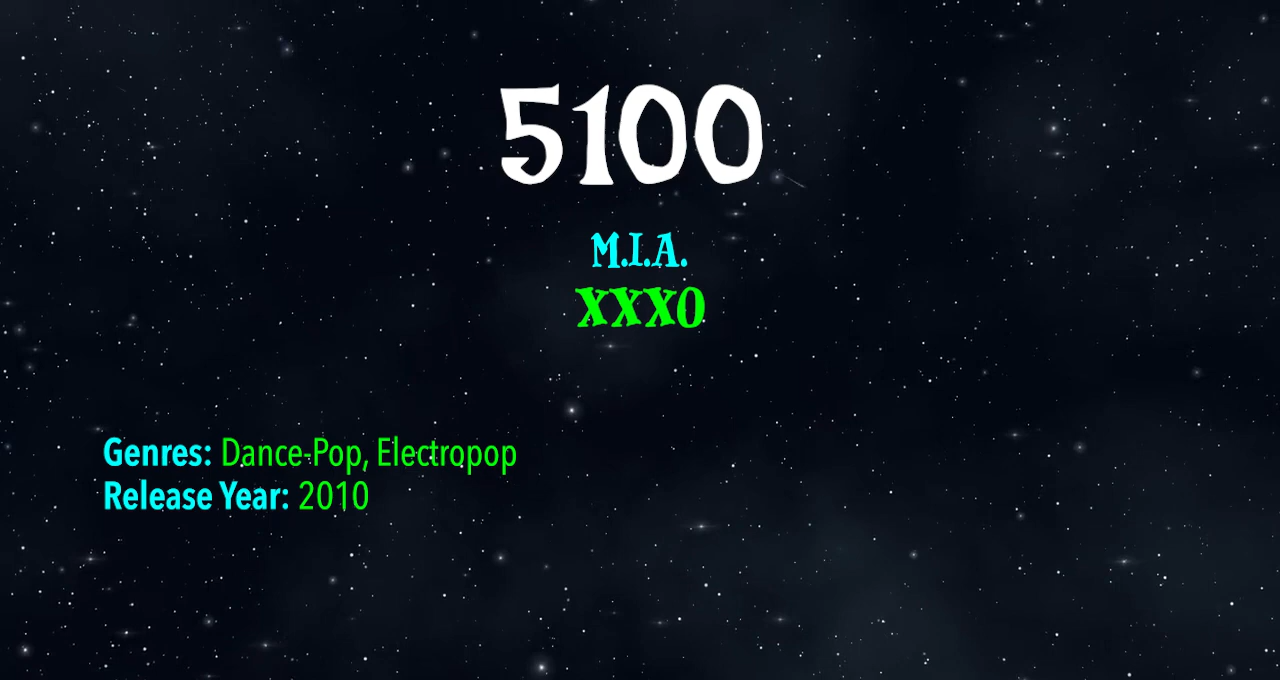 5100
M.I.A.
XXXO
Genres: Dance-Pop, Electropop
Release Year: 2010